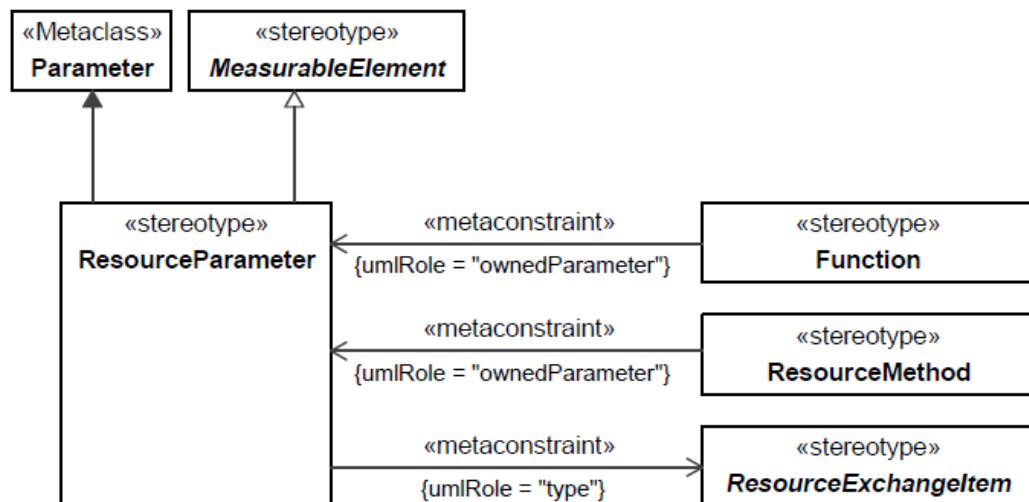 «Metaclass»
Parameter
«stereotype»
MeasurableElement
«stereotype»
ResourceParameter
«metaconstraint»
{umlRole = "ownedParameter"}
«stereotype»
Function
«metaconstraint»
{umlRole = "ownedParameter"}
«stereotype»
ResourceMethod
«metaconstraint»
{umlRole = "type"}
«stereotype»
ResourceExchangeItem